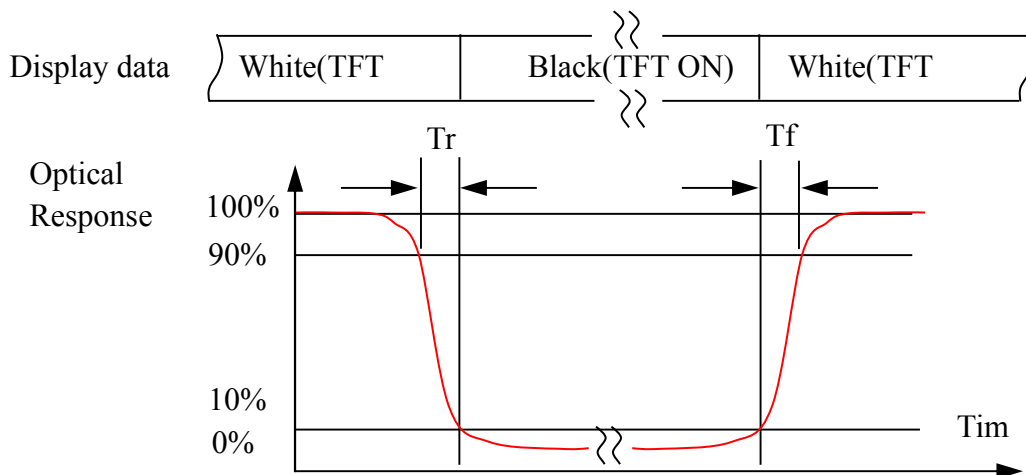 Display data
White(TFT
Black(TFT ON)
White(TFT
Tr
Tf
Optical
Response
100%
90%
10%
0%
Tim